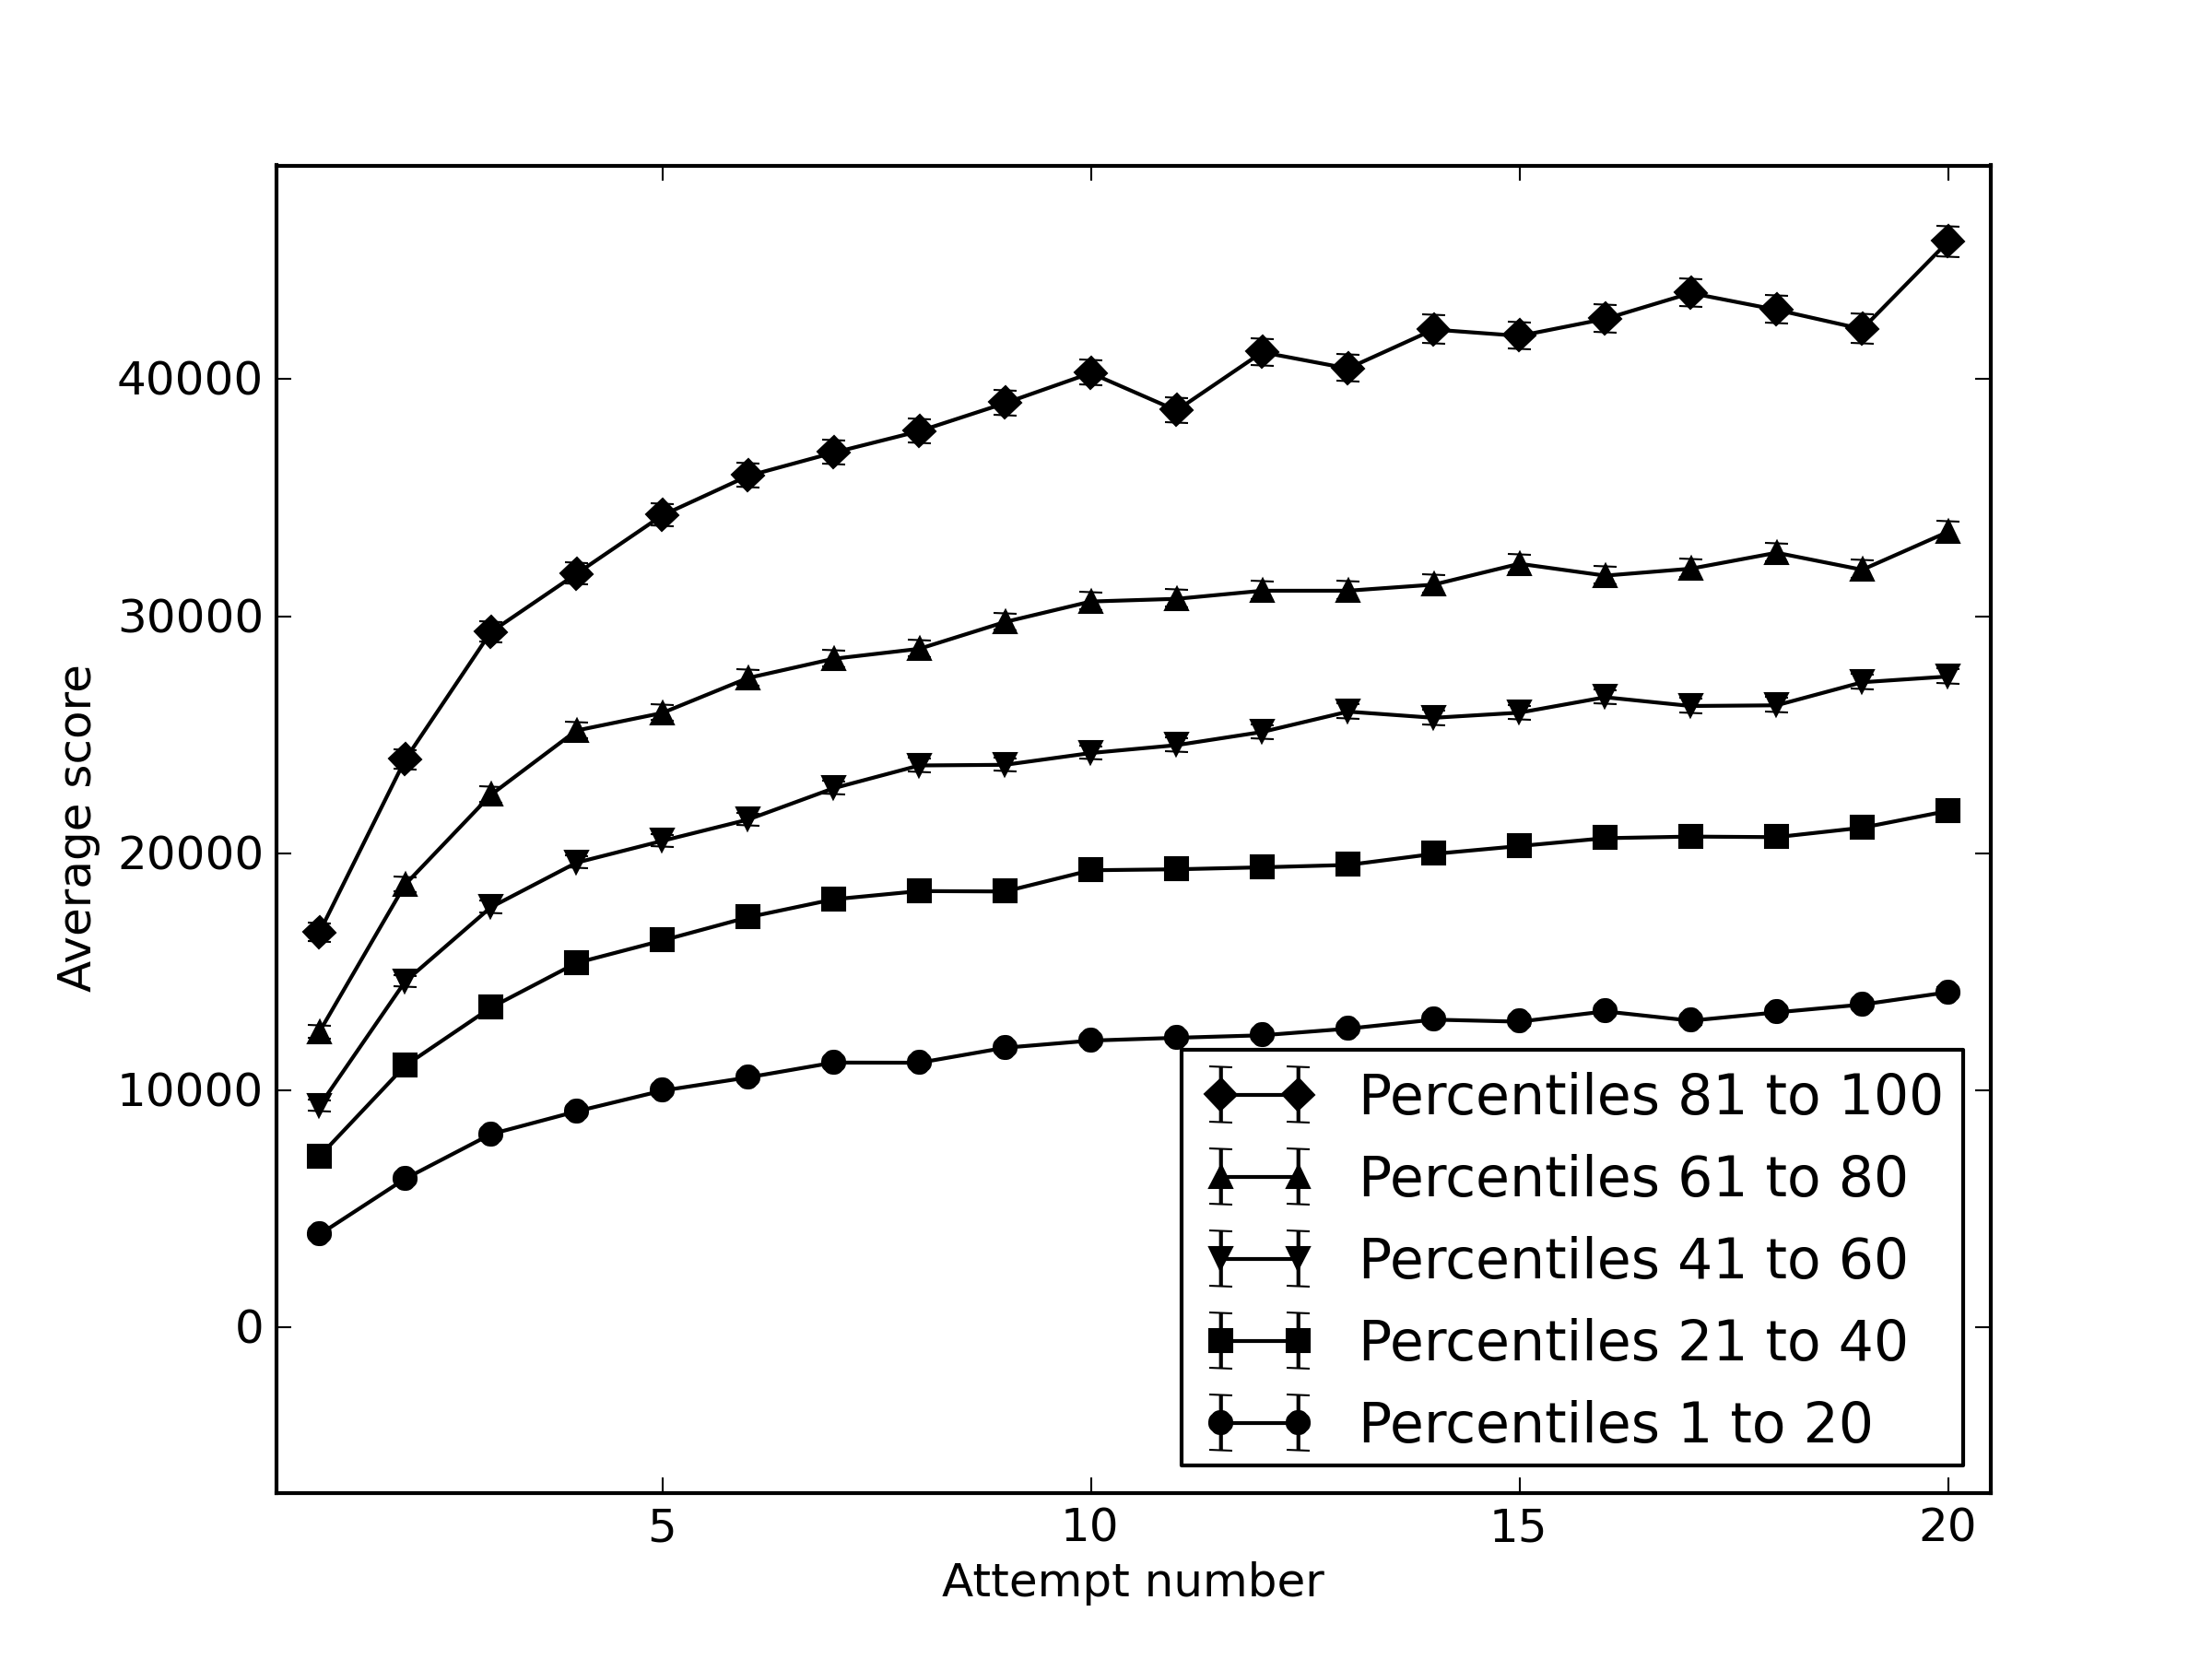 40000
30000
20000
10000
0
Average score
5 10 15 20
Attempt number
Percentiles 81 to 100
Percentiles 61 to 80
Percentiles 41 to 60
Percentiles 21 to 40
Percentiles 1 to 20